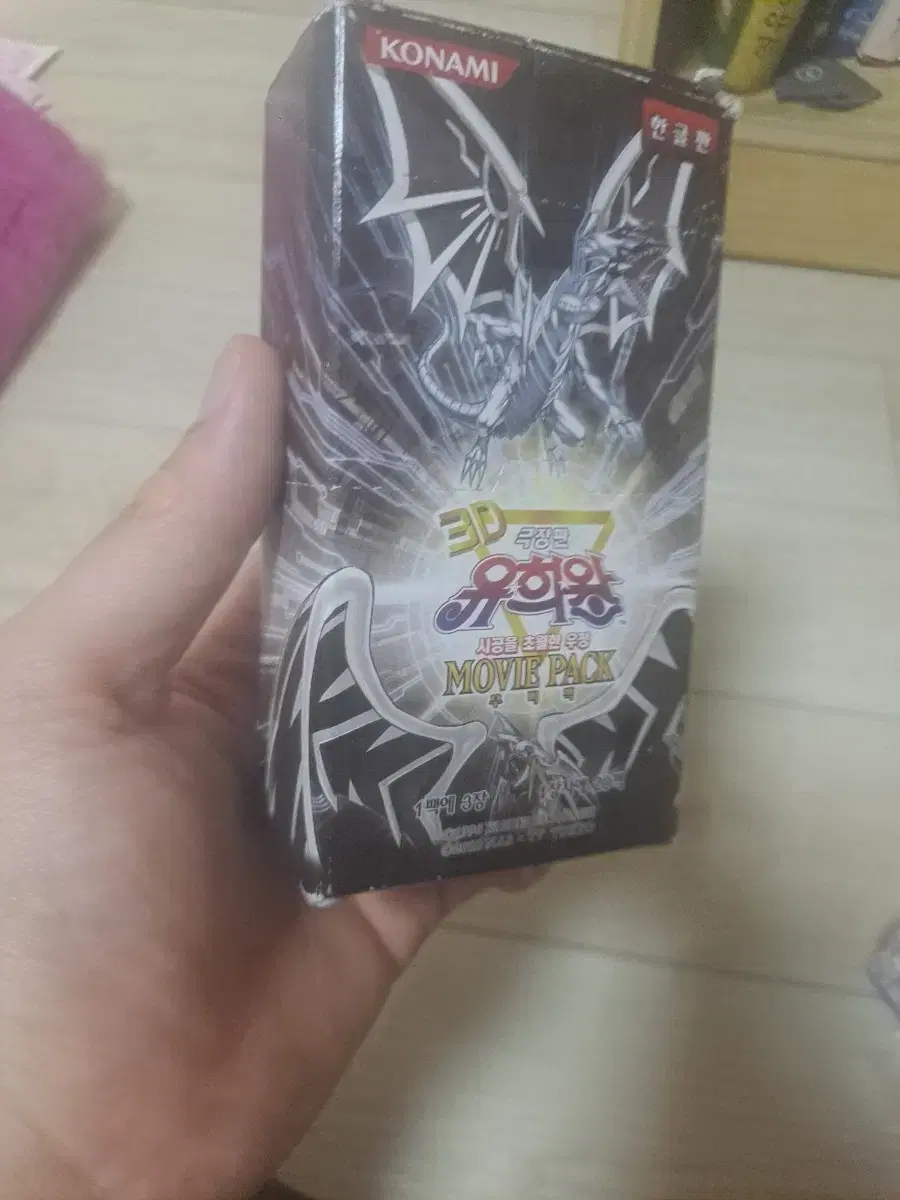 KONAMI
한글판
3D 극장판
유희왕
시공을 초월한 우정
MOVIE PACK
무비팩
1팩에 3장